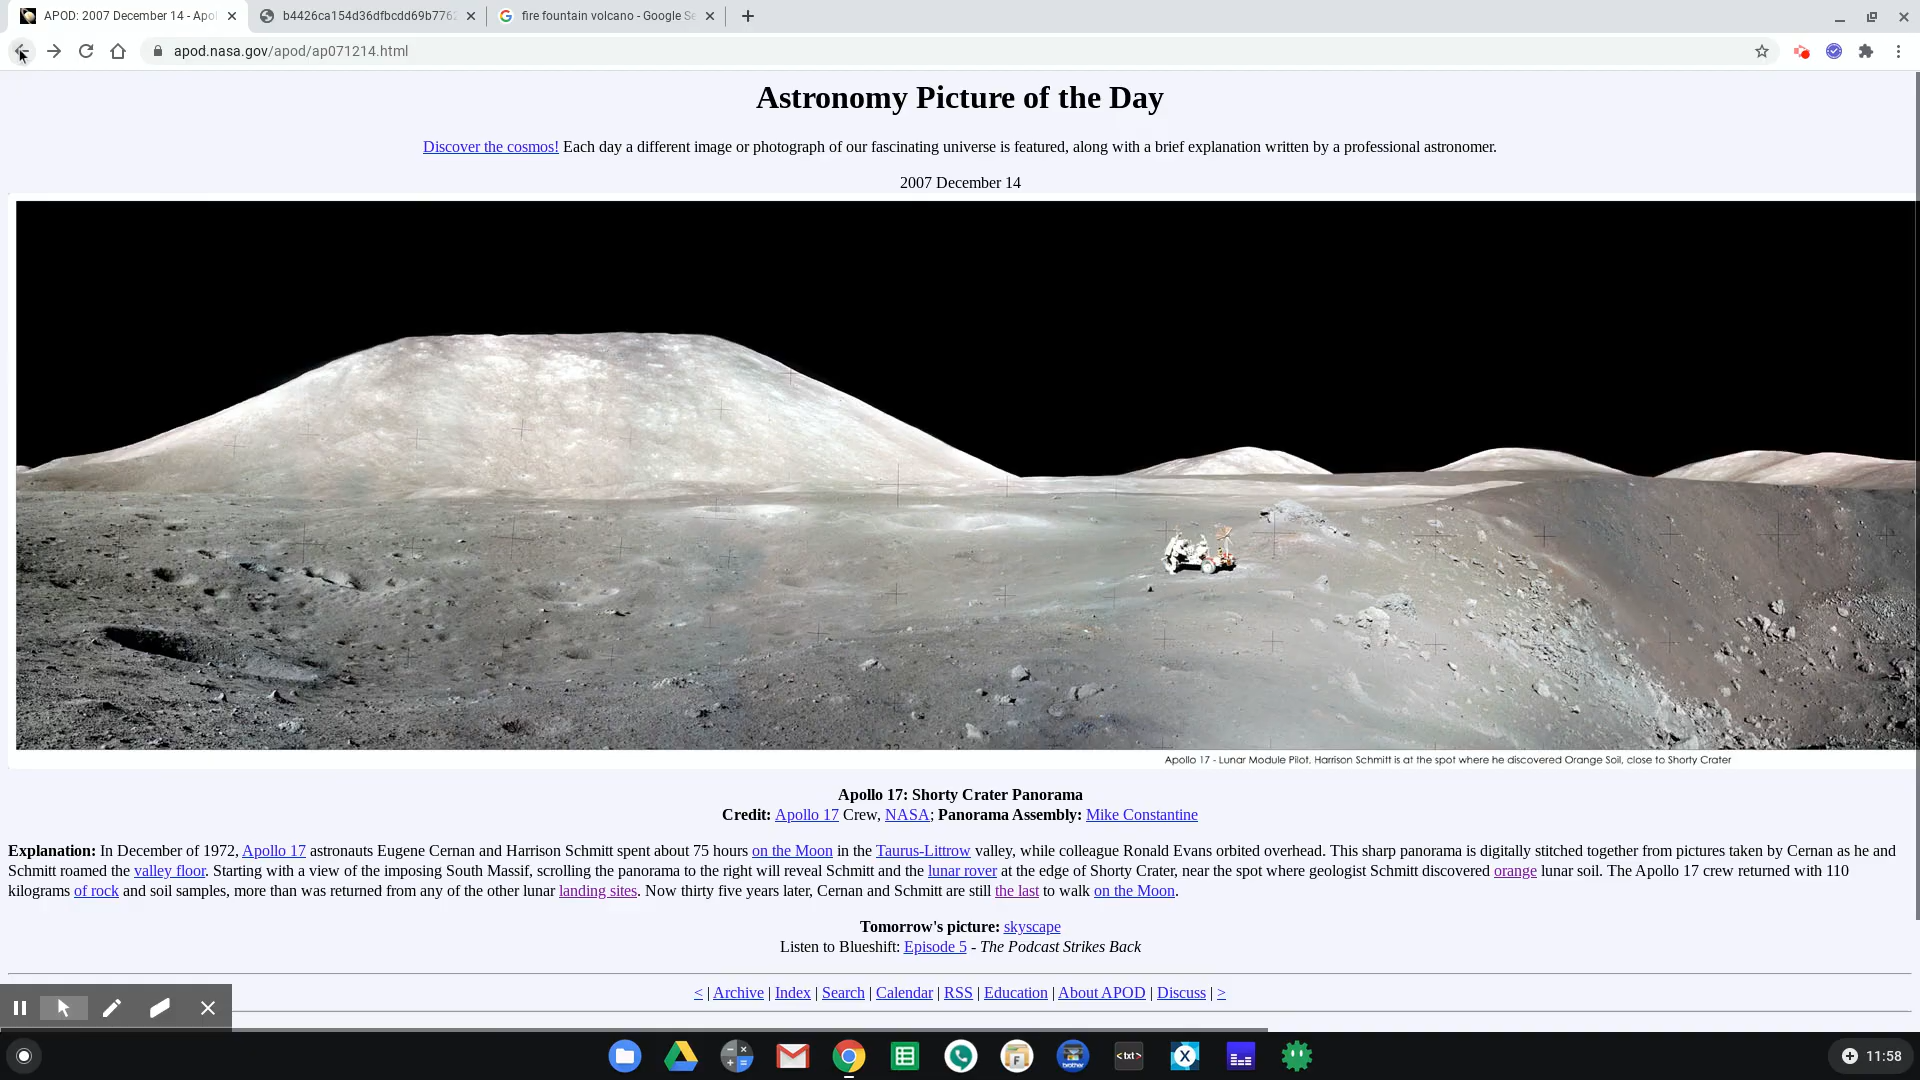 APOD: 2007 December 14 - Apol
b4426ca154d36dfbcdd69b7762
fire fountain volcano - Google Se
apod.nasa.gov/apod/ap071214.html
Astronomy Picture of the Day
Discover the cosmos! Each day a different image or photograph of our fascinating universe is featured, along with a brief explanation written by a professional astronomer.
2007 December 14
Apollo 17 - Lunar Module Pilot. Harrison Schmitt is at the spot where he discovered Orange Soil, close to Shorty Crater
Apollo 17: Shorty Crater Panorama
Credit: Apollo 17 Crew, NASA; Panorama Assembly: Mike Constantine
Explanation: In December of 1972, Apollo 17 astronauts Eugene Cernan and Harrison Schmitt spent about 75 hours on the Moon in the Taurus-Littrow valley, while colleague Ronald Evans orbited overhead. This sharp panorama is digitally stitched together from pictures taken by Cernan as he and
Schmitt roamed the valley floor. Starting with a view of the imposing South Massif, scrolling the panorama to the right will reveal Schmitt and the lunar rover at the edge of Shorty Crater, near the spot where geologist Schmitt discovered orange lunar soil. The Apollo 17 crew returned with 110
kilograms of rock and soil samples, more than was returned from any of the other lunar landing sites. Now thirty five years later, Cernan and Schmitt are still the last to walk on the Moon.
Tomorrow's picture: skyscape
Listen to Blueshift: Episode 5 - The Podcast Strikes Back
< | Archive | Index | Search | Calendar | RSS | Education | About APOD | Discuss | >
F
brother
<txt>
X
11:58